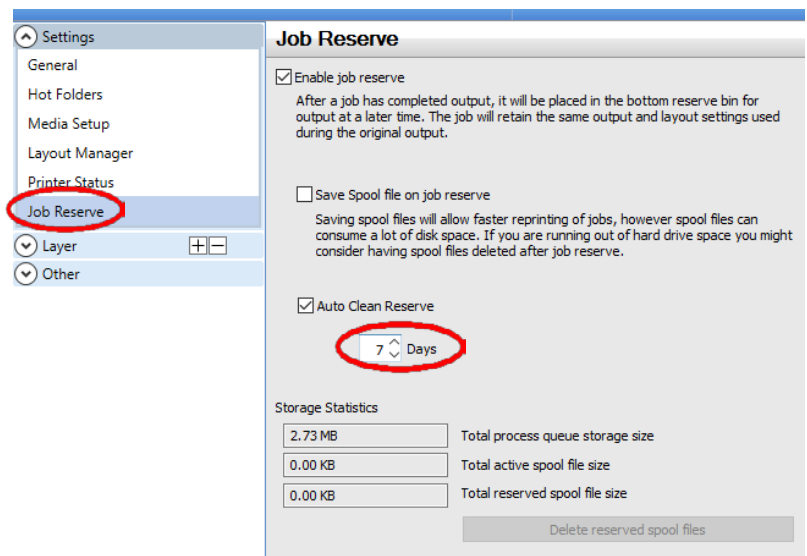 Settings
General
Hot Folders
Media Setup
Layout Manager
Printer Status
Job Reserve
Layer
Other
Job Reserve
Enable job reserve
After a job has completed output, it will be placed in the bottom reserve bin for
output at a later time. The job will retain the same output and layout settings used
during the original output.
Save Spool file on job reserve
Saving spool files will allow faster reprinting of jobs, however spool files can
consume a lot of disk space. If you are running out of hard drive space you might
consider having spool files deleted after job reserve.
Auto Clean Reserve
7 Days
Storage Statistics
2.73 MB Total process queue storage size
0.00 KB Total active spool file size
0.00 KB Total reserved spool file size
Delete reserved spool files